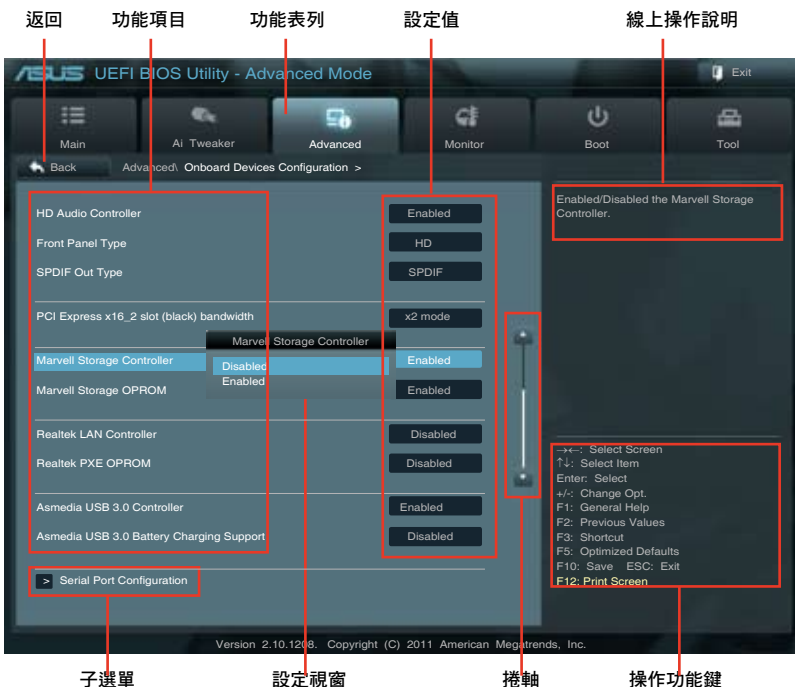 返回 功能項目 功能表列 設定值 線上操作說明
ASUS UEFI BIOS Utility - Advanced Mode Exit
Main Ai Tweaker Advanced Monitor Boot Tool
Back Advanced\ Onboard Devices Configuration >
Enabled/Disabled the Marvell Storage
Controller.
HD Audio Controller Enabled
Front Panel Type HD
SPDIF Out Type SPDIF
PCI Express x16_2 slot (black) bandwidth x2 mode
Marvell Storage Controller
Marvell Storage Controller Enabled
Disabled
Enabled
Marvell Storage OPROM Enabled
Realtek LAN Controller Disabled
Realtek PXE OPROM Disabled
Asmedia USB 3.0 Controller Enabled
Asmedia USB 3.0 Battery Charging Support Disabled
> Serial Port Configuration
→←: Select Screen
↑↓: Select Item
Enter: Select
+/-: Change Opt.
F1: General Help
F2: Previous Values
F3: Shortcut
F5: Optimized Defaults
F10: Save ESC: Exit
F12: Print Screen
Version 2.10.1208. Copyright (C) 2011 American Megatrends, Inc.
子選單 設定視窗 捲軸 操作功能鍵